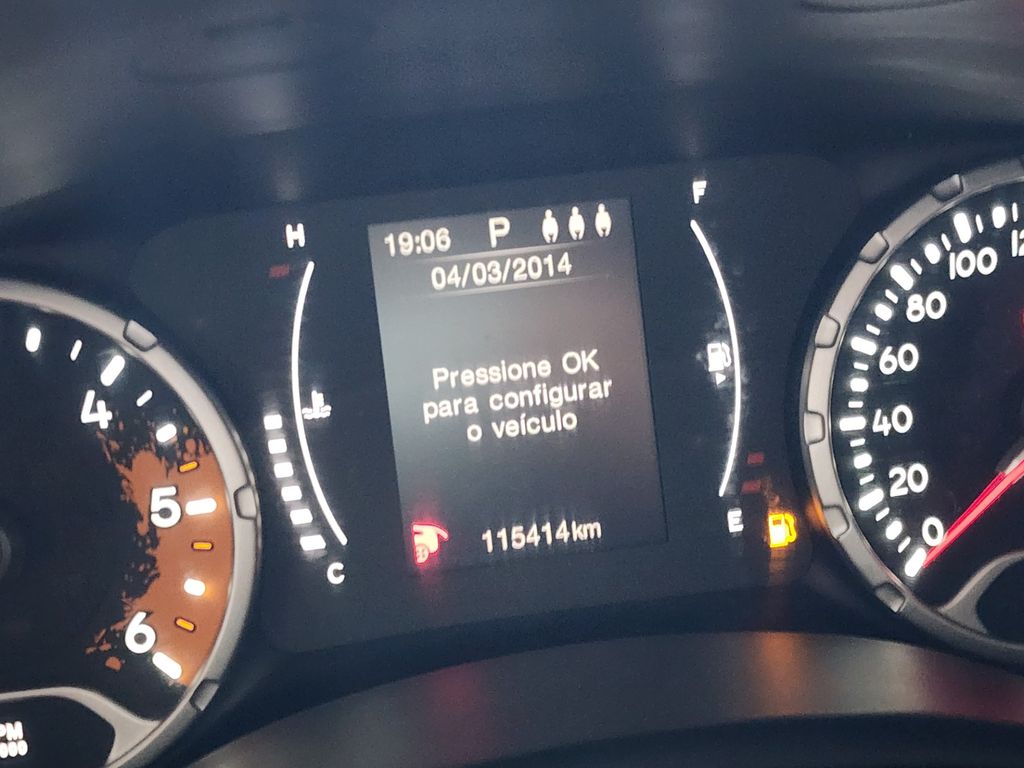 H
F
19:06 P
04/03/2014
Pressione OK
para configurar
o veículo
115414km
C
E
4
5
6
0
20
40
60
80
100